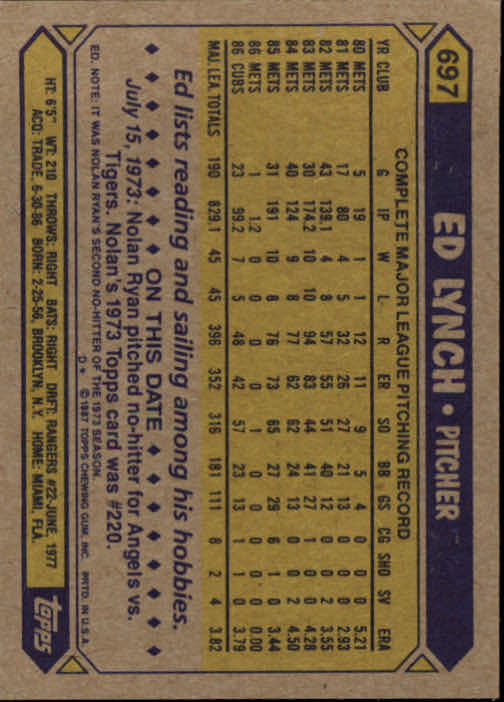 697 ED LYNCH • PITCHER
COMPLETE MAJOR LEAGUE PITCHING RECORD
YR CLUB G IP W L R ER SO BB GS CG SHO SV ERA
80 METS 5 19 1 1 12 11 9 5 4 0 0 0 5.21
81 METS 17 80 4 5 32 26 27 21 13 0 0 0 2.93
82 METS 43 139.1 4 8 57 55 51 40 12 0 0 2 3.55
83 METS 30 174.2 10 10 94 83 44 41 27 1 0 0 4.28
84 METS 40 124 9 8 77 62 62 24 13 0 0 2 4.50
85 METS 31 191 10 8 76 73 65 27 29 6 1 0 3.44
86 METS 1 1.2 0 0 0 0 1 0 0 0 0 0 0.00
86 CUBS 23 99.2 7 5 48 42 57 23 13 1 1 0 3.79
MAJ. LEA. TOTALS 190 829.1 45 45 396 352 316 181 111 8 2 4 3.82
Ed lists reading and sailing among his hobbies.
◆ ◆ ◆ ◆ ◆ ON THIS DATE ◆ ◆ ◆ ◆ ◆
July 15, 1973: Nolan Ryan pitched no-hitter for Angels vs.
Tigers. Nolan's 1973 Topps card was #220.
ED. NOTE: IT WAS NOLAN RYAN'S SECOND NO-HITTER OF THE 1973 SEASON.
D* © 1987 TOPPS CHEWING GUM, INC. PRTD. IN U.S.A.
HT: 6'5" WT: 210 THROWS: RIGHT BATS: RIGHT DRAFT: RANGERS #22-JUNE, 1977
ACQ: TRADE, 6-30-86 BORN: 2-25-56, BROOKLYN, N.Y. HOME: MIAMI, FLA.
topps